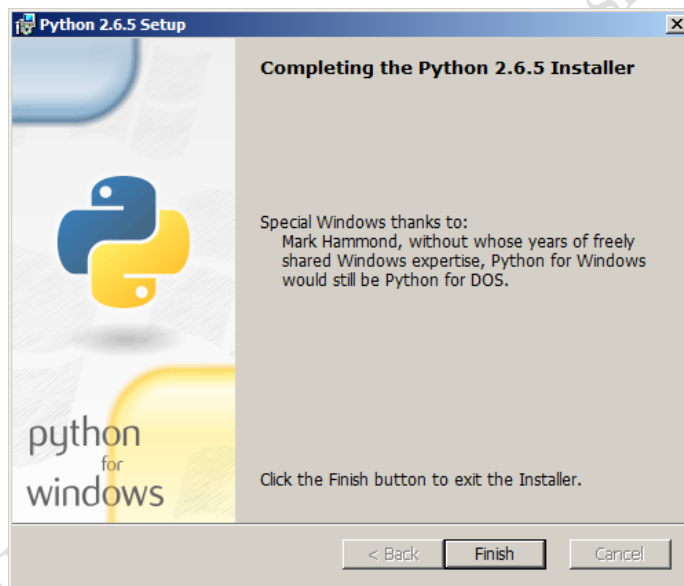 Python 2.6.5 Setup
Completing the Python 2.6.5 Installer
Special Windows thanks to:
Mark Hammond, without whose years of freely
shared Windows expertise, Python for Windows
would still be Python for DOS.
python
for
windows
Click the Finish button to exit the Installer.
< Back
Finish
Cancel